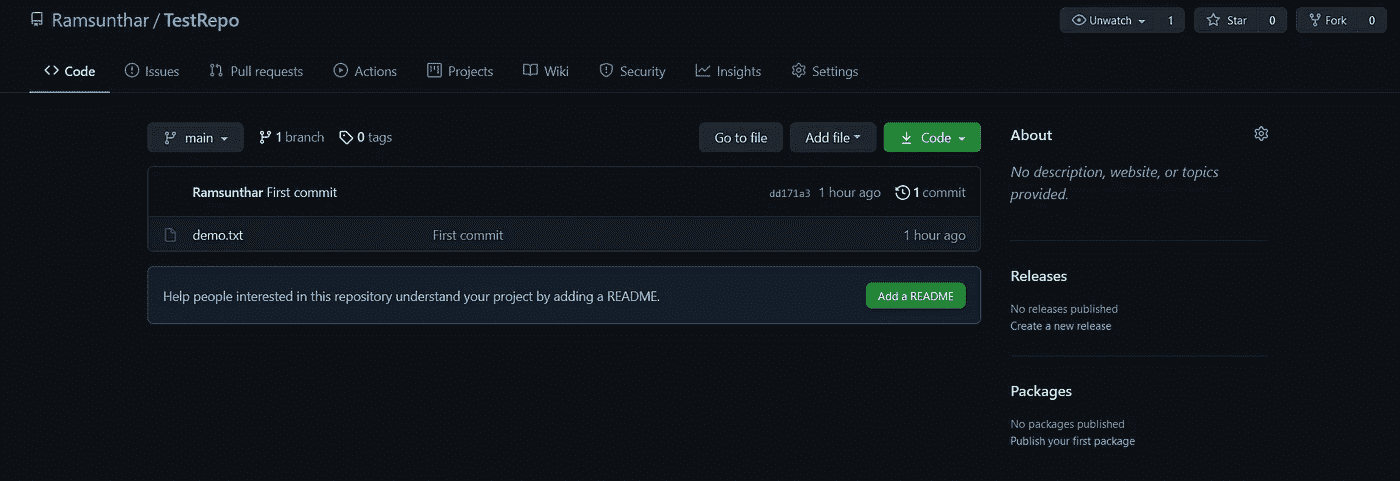 Ramsunthar / TestRepo
Unwatch 1 Star 0 Fork 0
Code Issues Pull requests Actions Projects Wiki Security Insights Settings
main 1 branch 0 tags Go to file Add file Code
Ramsunthar First commit dd171a3 1 hour ago 1 commit
demo.txt First commit 1 hour ago
Help people interested in this repository understand your project by adding a README. Add a README
About
No description, website, or topics
provided.
Releases
No releases published
Create a new release
Packages
No packages published
Publish your first package